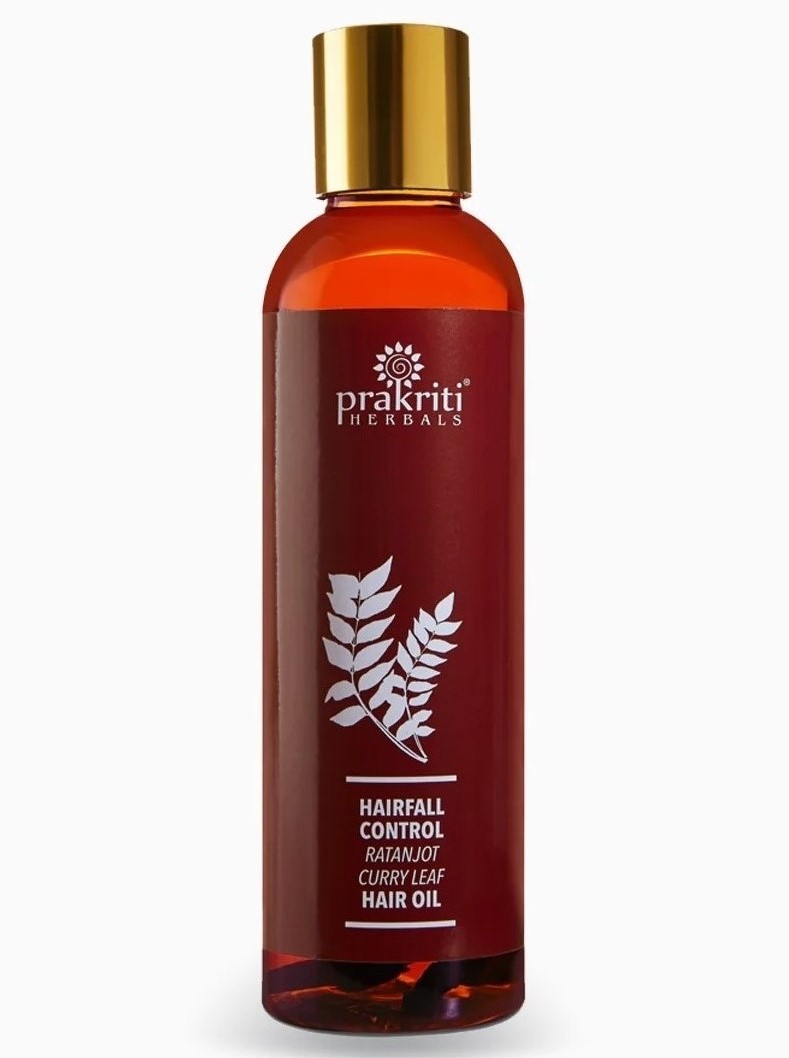 prakriti®
HERBALS
HAIRFALL
CONTROL
RATANJOT
CURRY LEAF
HAIR OIL